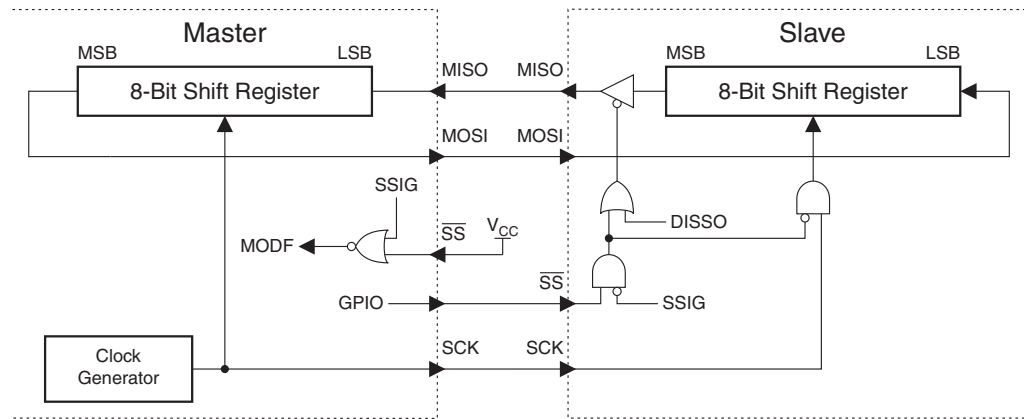 Master
Slave
MSB
LSB
MISO
MISO
MSB
LSB
8-Bit Shift Register
8-Bit Shift Register
MOSI
MOSI
SSIG
SS
VCC
DISSO
MODF
SS
GPIO
SSIG
Clock
Generator
SCK
SCK